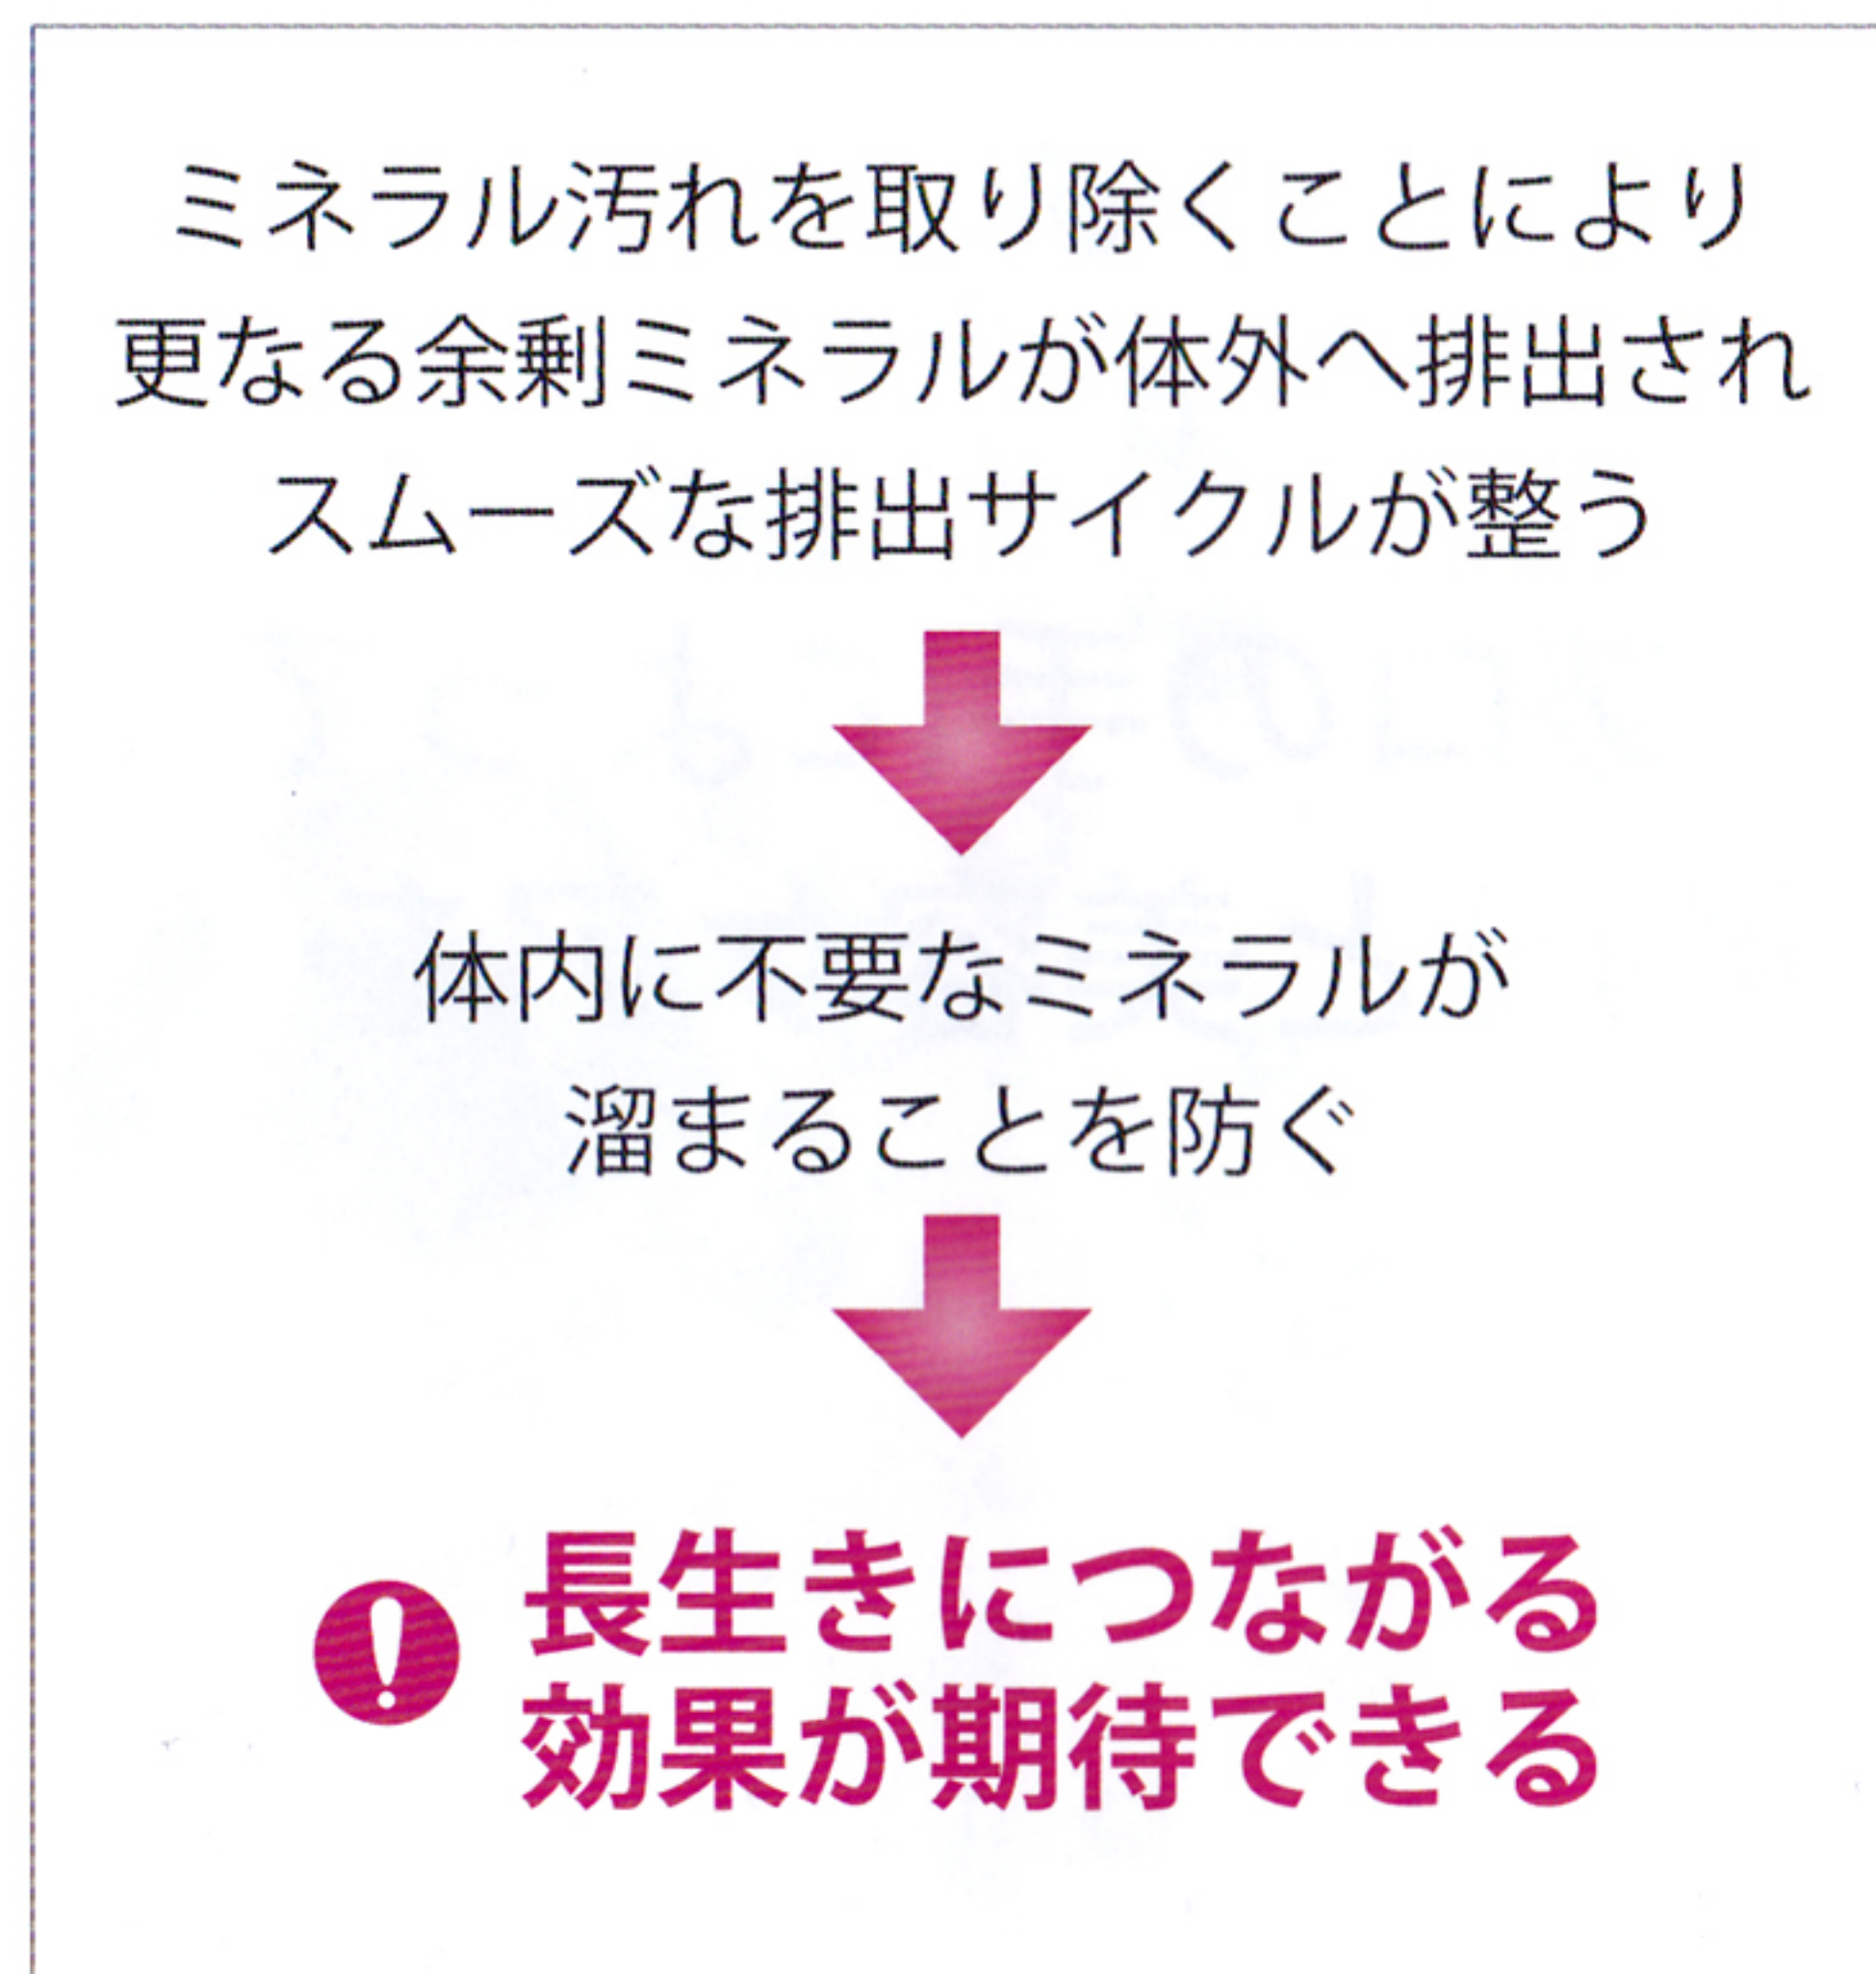 ミネラル汚れを取り除くことにより
更なる余剰ミネラルが体外へ排出され
スムーズな排出サイクルが整う
体内に不要なミネラルが
溜まることを防ぐ
長生きにつながる
効果が期待できる